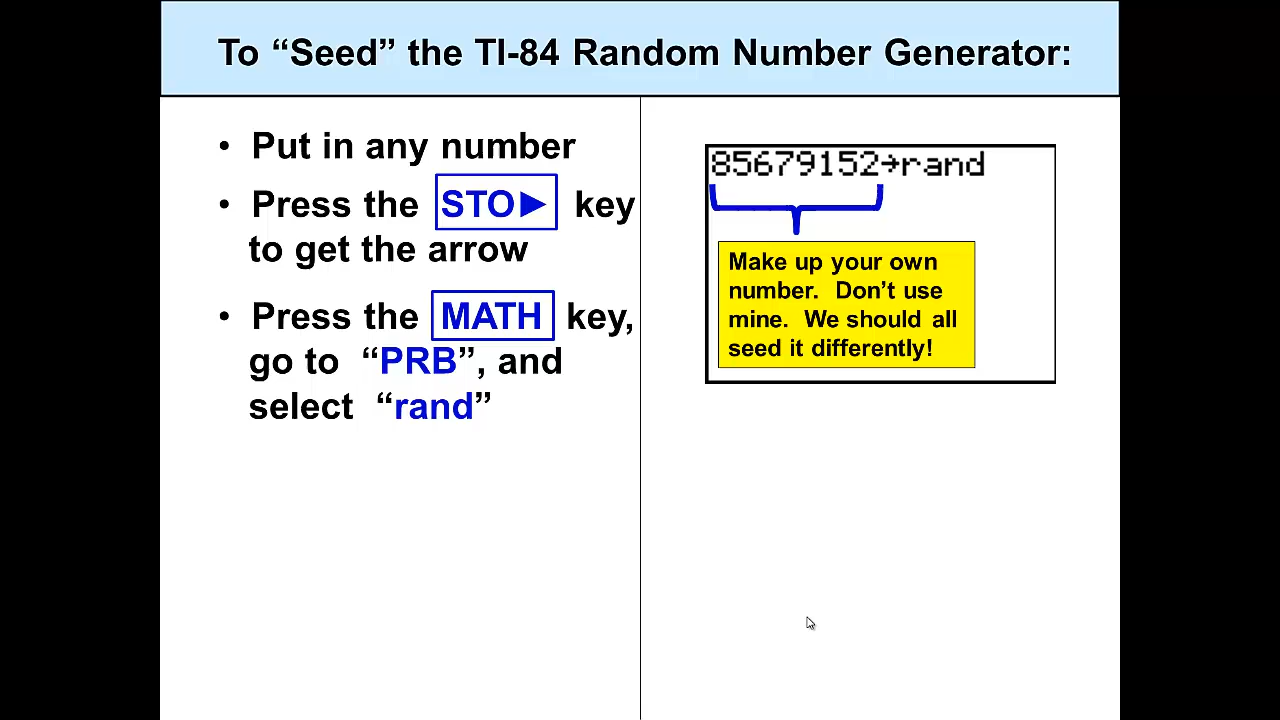 To “Seed” the TI-84 Random Number Generator:
• Put in any number
• Press the STO► key
to get the arrow
• Press the MATH key,
go to “PRB”, and
select “rand”
85679152→rand
Make up your own
number. Don’t use
mine. We should all
seed it differently!